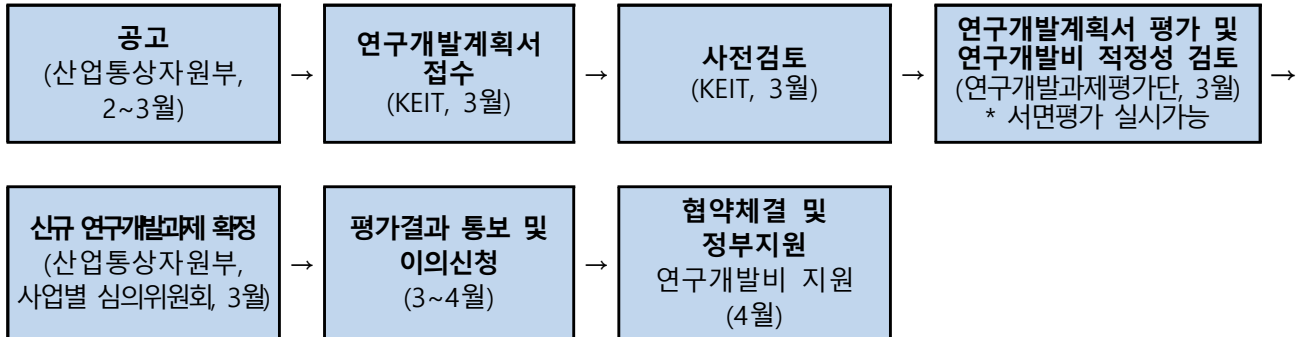 공고
(산업통상자원부,
2~3월)
→
연구개발계획서
접수
(KEIT, 3월)
→
사전검토
(KEIT, 3월)
→
연구개발계획서 평가 및
연구개발비 적정성 검토
(연구개발과제평가단, 3월)
* 서면평가 실시가능
→
신규 연구개발과제 확정
(산업통상자원부,
사업별 심의위원회, 3월)
→
평가결과 통보 및
이의신청
(3~4월)
→
협약체결 및
정부지원
연구개발비 지원
(4월)